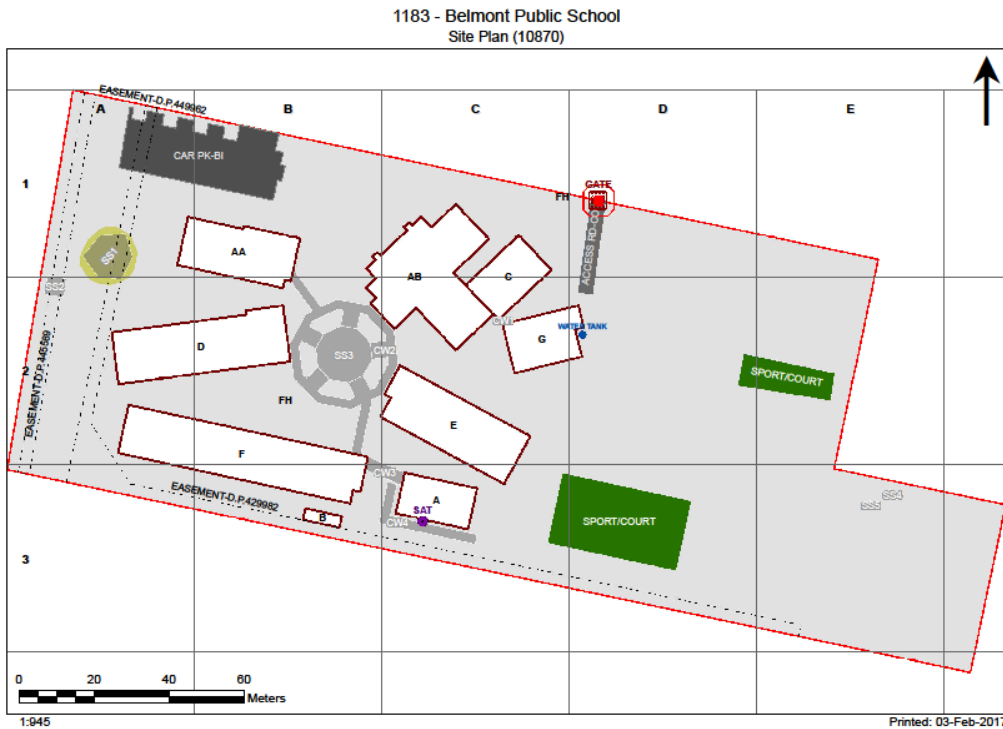 1183 - Belmont Public School
Site Plan (10870)
EASEMENT-D.P.449962
A
B
C
D
E
CAR PK-BI
1
GATE
FH
ACCESS RD-CO
SS1
AA
AB
C
SS2
CW1
WATER TANK
G
D
SS3
CW2
2
SPORT/COURT
EASEMENT-D.P.445589
FH
E
F
CW3
EASEMENT-D.P.429982
A
SS4
SS5
SAT
B
CW4
SPORT/COURT
3
0 20 40 60
Meters
1:945
Printed: 03-Feb-2017